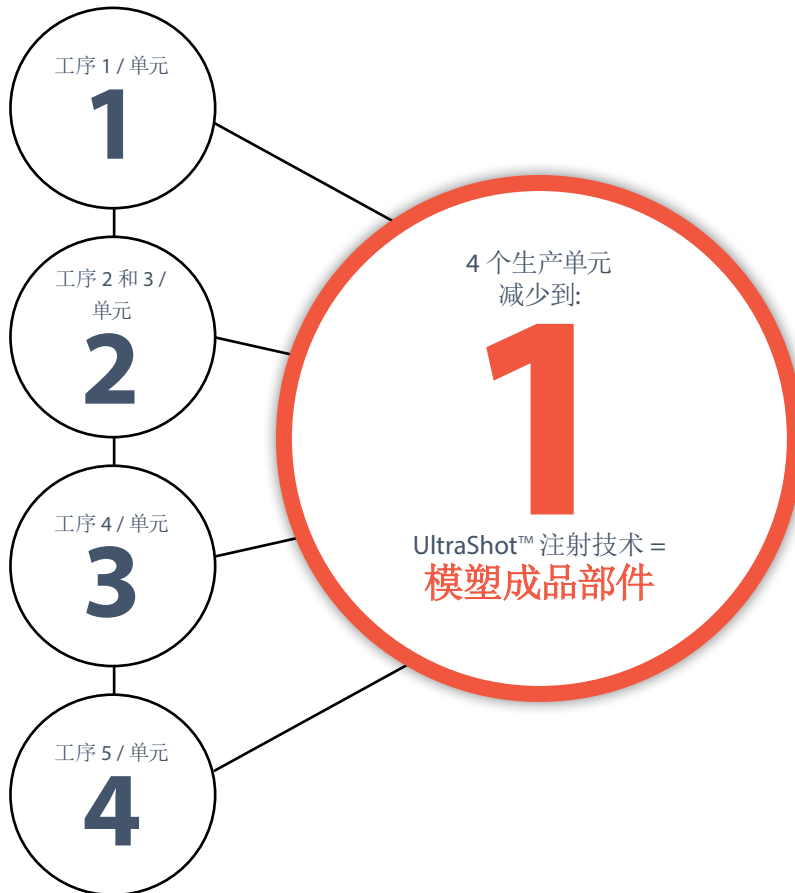 工序 1 / 单元
1
工序 2 和 3 /
单元
2
工序 4 / 单元
3
工序 5 / 单元
4
4 个生产单元
减少到:
1
UltraShot™ 注射技术 =
模塑成品部件